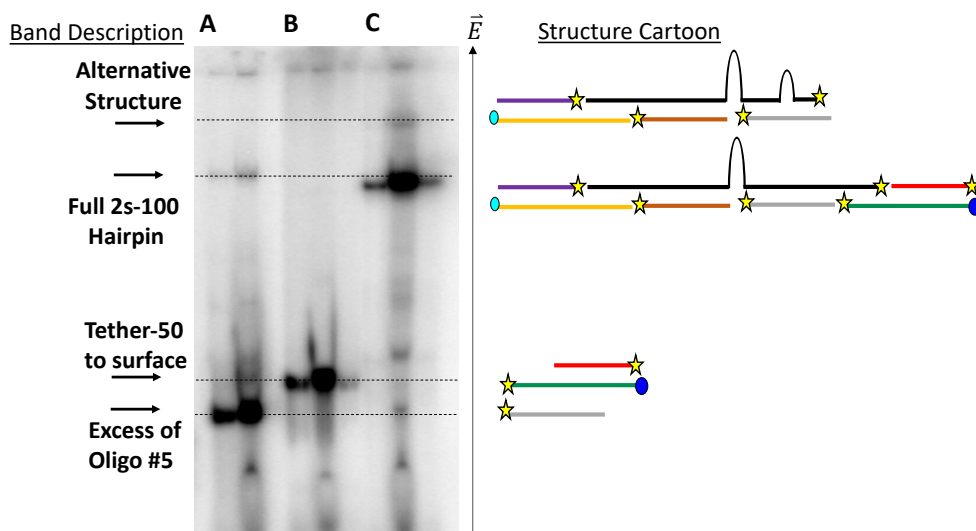 Band Description
A B C
E
Structure Cartoon
Alternative
Structure
Full 2s-100
Hairpin
Tether-50
to surface
Excess of
Oligo #5